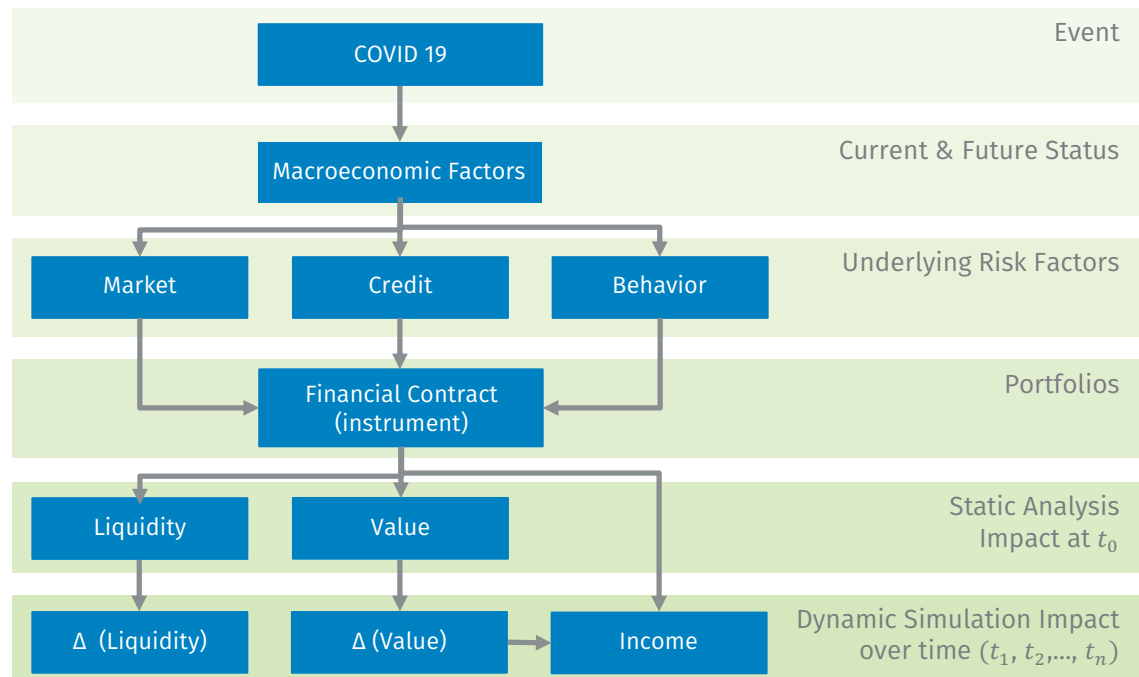 COVID 19
Event
Macroeconomic Factors
Current & Future Status
Market
Credit
Behavior
Underlying Risk Factors
Financial Contract
(instrument)
Portfolios
Liquidity
Value
Static Analysis
Impact at t₀
Δ (Liquidity)
Δ (Value)
Income
Dynamic Simulation Impact
over time (t₁, t₂,..., tₙ)